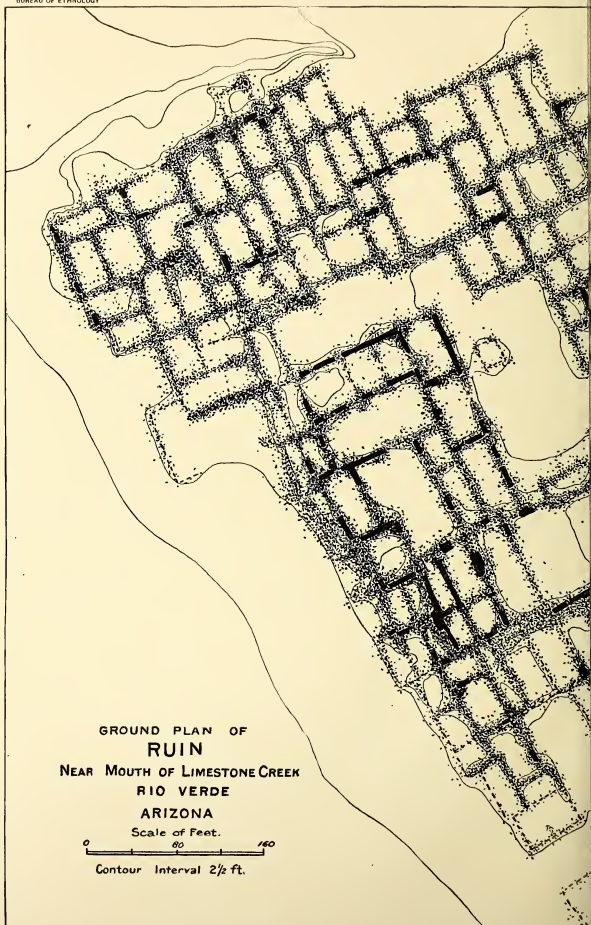 BUREAU OF ETHNOLOGY
GROUND PLAN OF
RUIN
NEAR MOUTH OF LIMESTONE CREEK
RIO VERDE
ARIZONA
Scale of Feet.
0 80 160
Contour Interval 2½ ft.